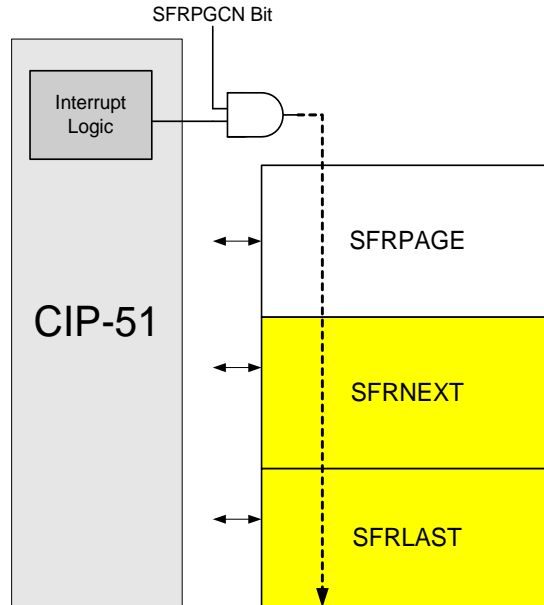 SFRPGCN Bit
Interrupt
Logic
SFRPAGE
CIP-51
SFRNEXT
SFRLAST